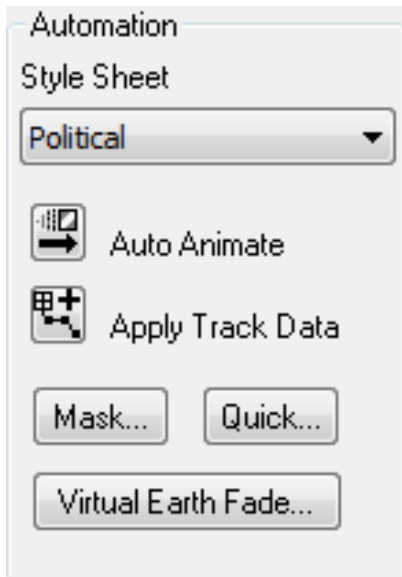 Automation
Style Sheet
Political
Auto Animate
Apply Track Data
Mask... Quick...
Virtual Earth Fade...